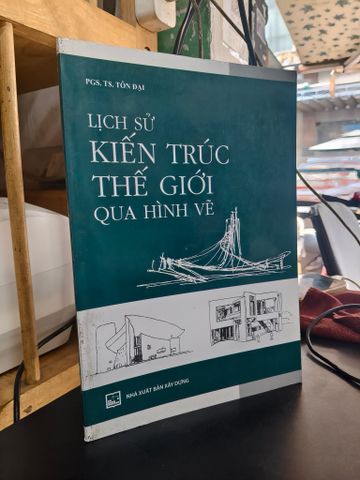 PGS. TS. TÔN ĐẠI
LỊCH SỬ
KIẾN TRÚC
THẾ GIỚI
QUA HÌNH VẼ
NHÀ XUẤT BẢN XÂY DỰNG